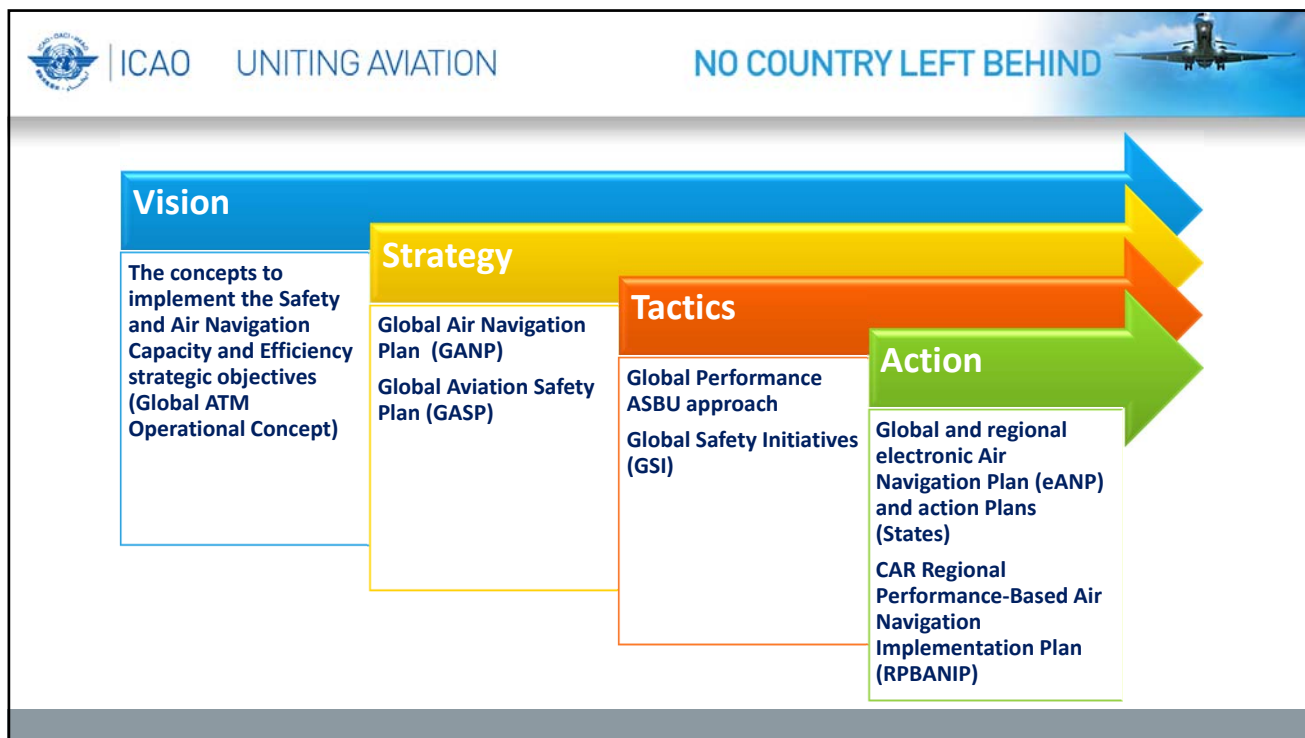 ICAO UNITING AVIATION
NO COUNTRY LEFT BEHIND
Vision
The concepts to
implement the Safety
and Air Navigation
Capacity and Efficiency
strategic objectives
(Global ATM
Operational Concept)
Strategy
Global Air Navigation
Plan (GANP)
Global Aviation Safety
Plan (GASP)
Tactics
Global Performance
ASBU approach
Global Safety Initiatives
(GSI)
Action
Global and regional
electronic Air
Navigation Plan (eANP)
and action Plans
(States)
CAR Regional
Performance-Based Air
Navigation
Implementation Plan
(RPBANIP)